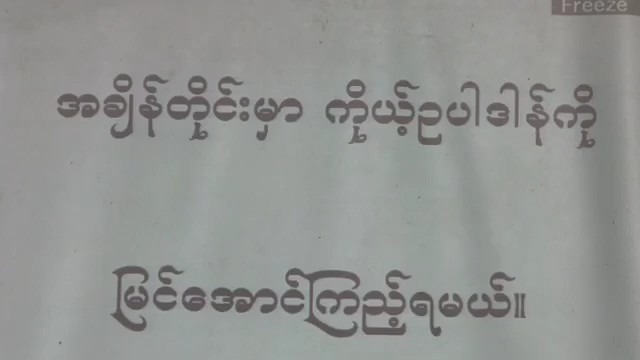 Freeze
အချိန်တိုင်းမှာ ကိုယ့်ဥပါဒါန်ကို
မြင်အောင်ကြည့်ရမယ်။